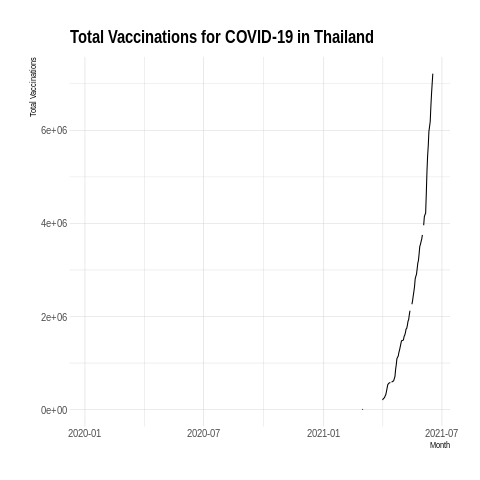 Total Vaccinations for COVID-19 in Thailand
Total Vaccinations
6e+06
4e+06
2e+06
0e+00
2020-01 2020-07 2021-01 2021-07
Month